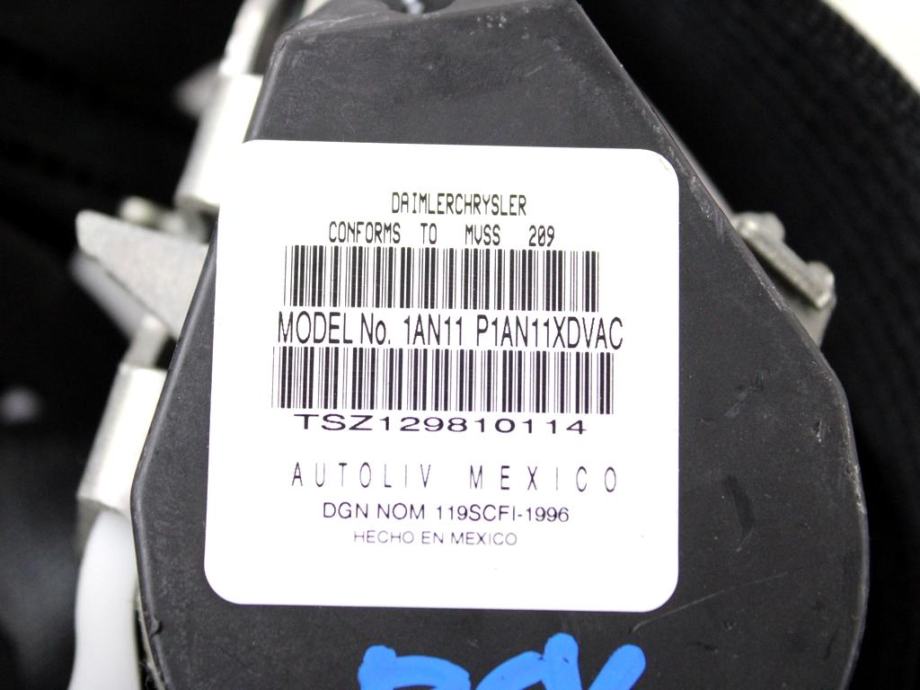 DAIMLERCHRYSLER
CONFORMS TO MVSS 209
MODEL No. 1AN11 P1AN11XDVAC
TSZ129810114
AUTOLIV MEXICO
DGN NOM 119SCFI-1996
HECHO EN MEXICO